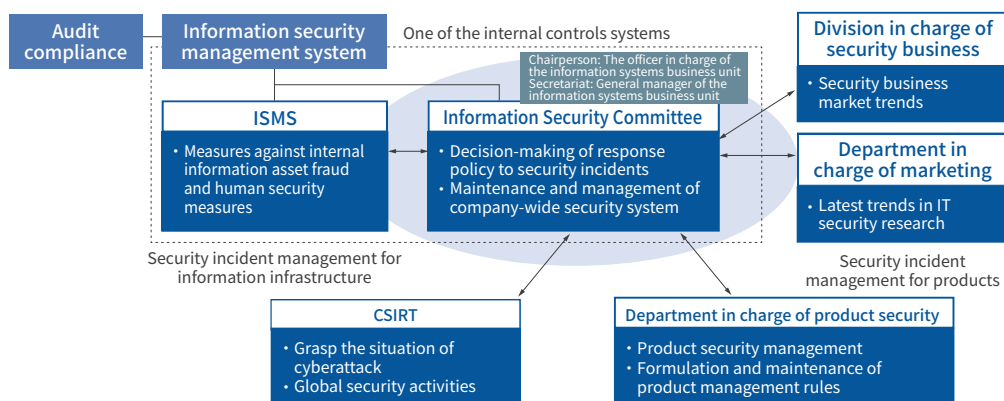 Audit
compliance
Information security
management system
One of the internal controls systems
Chairperson: The officer in charge of
the information systems business unit
Secretariat: General manager of the
information systems business unit
Division in charge of
security business
• Security business
market trends
ISMS
• Measures against internal
information asset fraud
and human security
measures
Information Security Committee
• Decision-making of response
policy to security incidents
• Maintenance and management of
company-wide security system
Department in
charge of marketing
• Latest trends in IT
security research
Security incident management for
information infrastructure
Security incident
management for products
CSIRT
• Grasp the situation of
cyberattack
• Global security activities
Department in charge of product security
• Product security management
• Formulation and maintenance of
product management rules